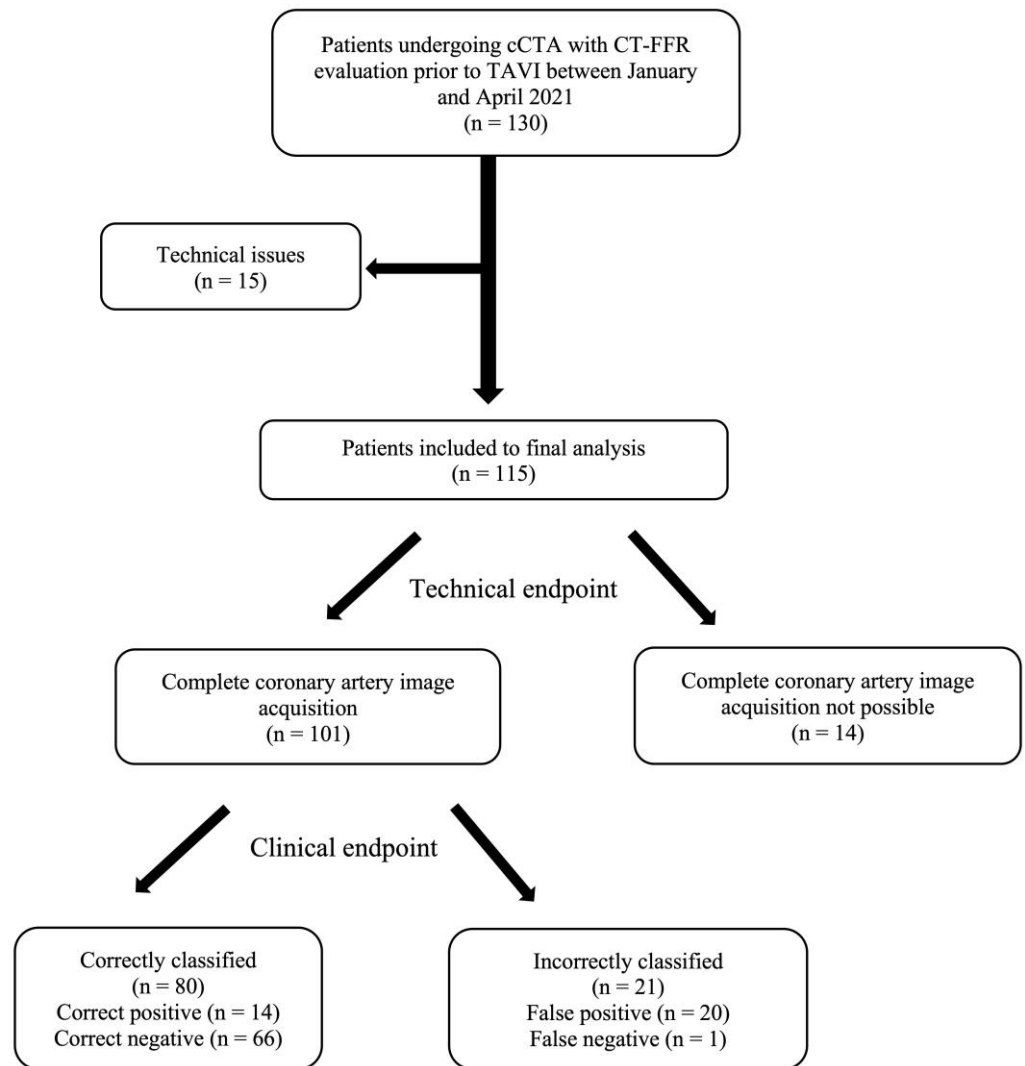 Patients undergoing cCTA with CT-FFR
evaluation prior to TAVI between January
and April 2021
(n = 130)
Technical issues
(n = 15)
Patients included to final analysis
(n = 115)
Technical endpoint
Complete coronary artery image
acquisition
(n = 101)
Complete coronary artery image
acquisition not possible
(n = 14)
Clinical endpoint
Correctly classified
(n = 80)
Correct positive (n = 14)
Correct negative (n = 66)
Incorrectly classified
(n = 21)
False positive (n = 20)
False negative (n = 1)